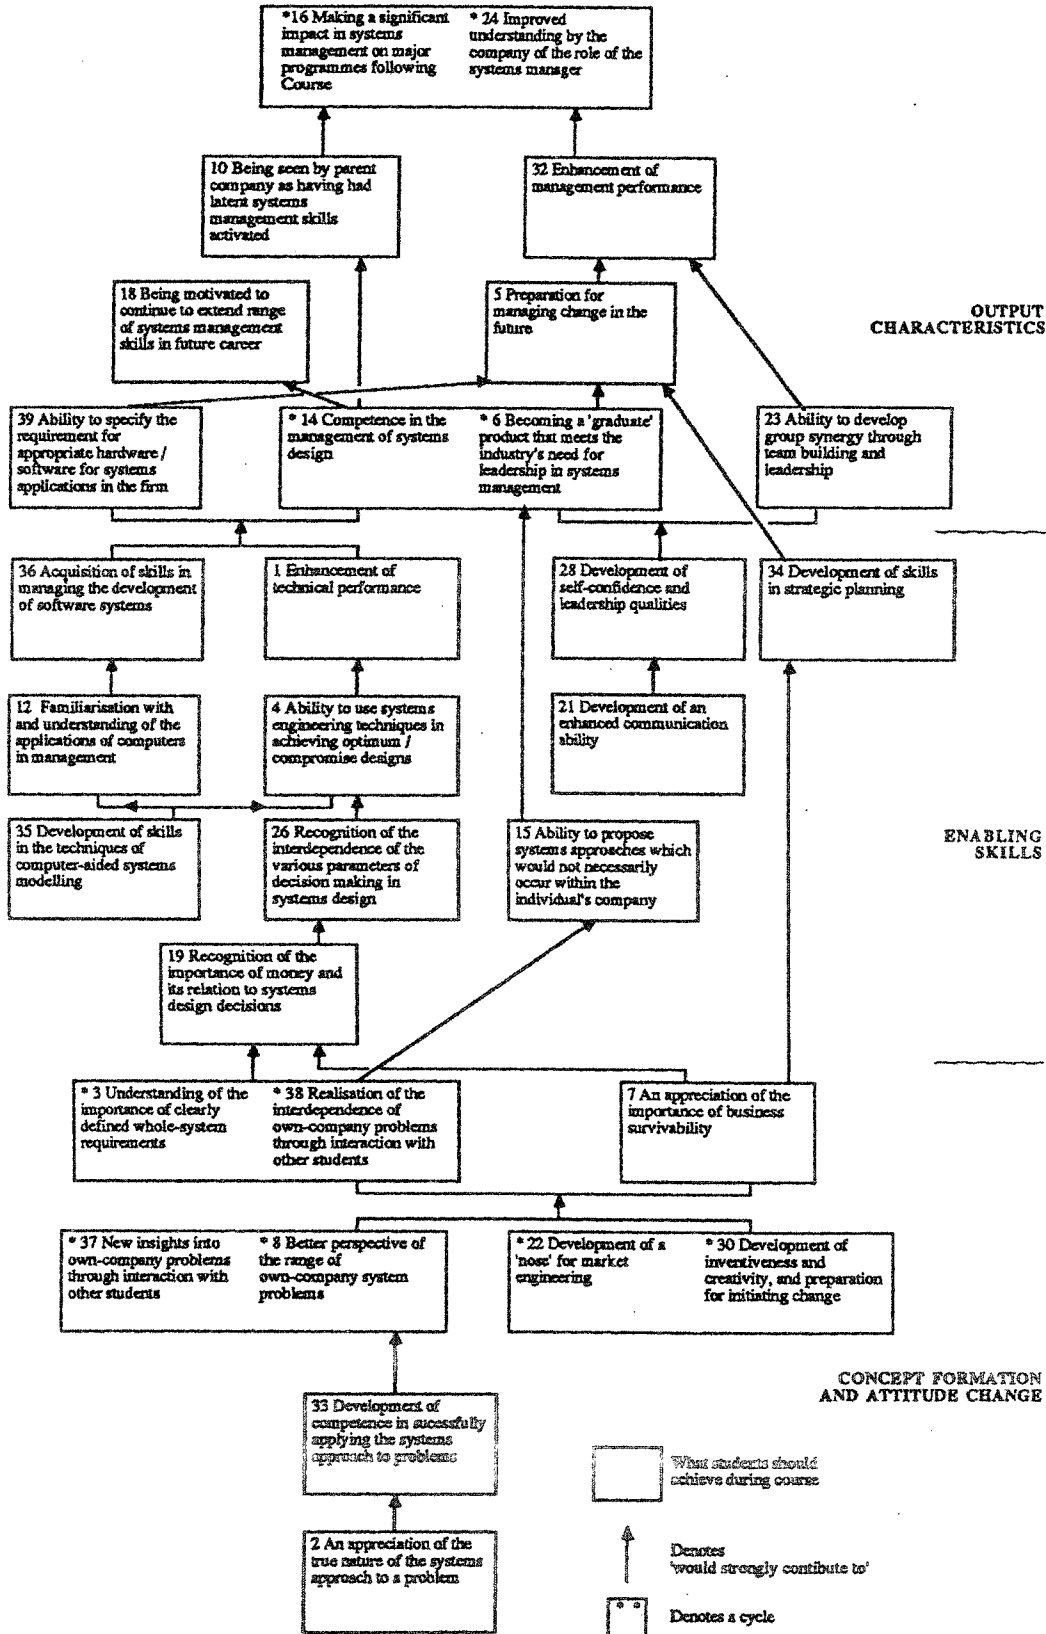 *16 Making a significant
impact in systems
management on major
programmes following
Course
* 24 Improved
understanding by the
company of the role of the
systems manager
10 Being seen by parent
company as having had
latent systems
management skills
activated
32 Enhancement of
management performance
18 Being motivated to
continue to extend range
of systems management
skills in future career
5 Preparation for
managing change in the
future
OUTPUT
CHARACTERISTICS
39 Ability to specify the
requirement for
appropriate hardware /
software for systems
applications in the firm
* 14 Competence in the
management of systems
design
* 6 Becoming a 'graduate'
product that meets the
industry's need for
leadership in systems
management
23 Ability to develop
group synergy through
team building and
leadership
36 Acquisition of skills in
managing the development
of software systems
1 Enhancement of
technical performance
28 Development of
self-confidence and
leadership qualities
34 Development of skills
in strategic planning
12 Familiarisation with
and understanding of the
applications of computers
in management
4 Ability to use systems
engineering techniques in
achieving optimum /
compromise designs
21 Development of an
enhanced communication
ability
35 Development of skills
in the techniques of
computer-aided systems
modelling
26 Recognition of the
interdependence of the
various parameters of
decision making in
systems design
15 Ability to propose
systems approaches which
would not necessarily
occur within the
individual's company
ENABLING
SKILLS
19 Recognition of the
importance of money and
its relation to systems
design decisions
* 3 Understanding of the
importance of clearly
defined whole-system
requirements
* 38 Realisation of the
interdependence of
own-company problems
through interaction with
other students
7 An appreciation of the
importance of business
survivability
* 37 New insights into
own-company problems
through interaction with
other students
* 8 Better perspective of
the range of
own-company system
problems
* 22 Development of a
'nose' for market
engineering
* 30 Development of
inventiveness and
creativity, and preparation
for initiating change
CONCEPT FORMATION
AND ATTITUDE CHANGE
33 Development of
competence in sucessfully
applying the systems
approach to problems
What students should
achieve during course
2 An appreciation of the
true nature of the systems
approach to a problem
Denotes
'would strongly contibute to'
* *
Denotes a cycle